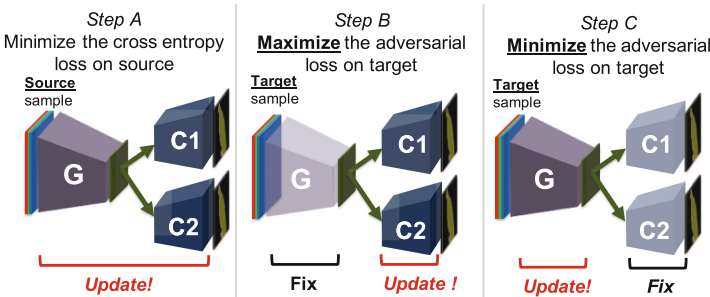 Step A
Minimize the cross entropy
loss on source
Source
sample
G
C1
C2
Update!
Step B
Maximize the adversarial
loss on target
Target
sample
G
C1
C2
Fix
Update !
Step C
Minimize the adversarial
loss on target
Target
sample
G
C1
C2
Update!
Fix